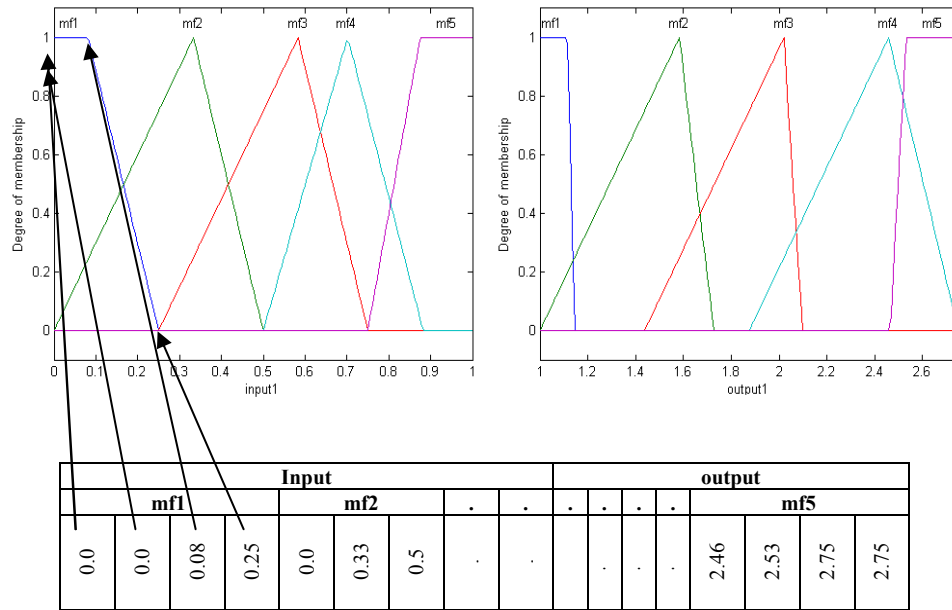 mf1 mf2 mf3 mf4 mf5
1
0.8
0.6
0.4
0.2
0
Degree of membership
0 0.1 0.2 0.3 0.4 0.5 0.6 0.7 0.8 0.9 1
input1
mf1 mf2 mf3 mf4 mf5
1
0.8
0.6
0.4
0.2
0
Degree of membership
1 1.2 1.4 1.6 1.8 2 2.2 2.4 2.6
output1
Input output
mf1 mf2 . . . . . . mf5
0.0 0.0 0.08 0.25 0.0 0.33 0.5 . . . . . 2.46 2.53 2.75 2.75